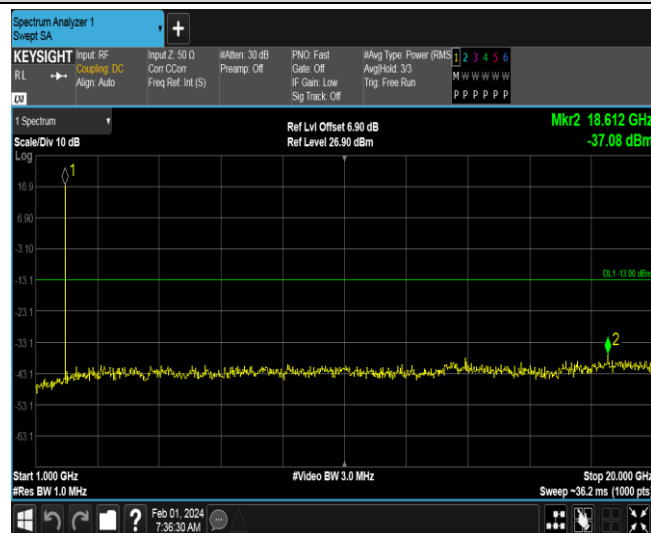 Spectrum Analyzer 1
Swept SA
+
KEYSIGHT
RL
LXI
Input: RF
Coupling: DC
Align: Auto
Input Z: 50 Ω
Corr CCorr
Freq Ref: Int (S)
#Atten: 30 dB
Preamp: Off
PNO: Fast
Gate: Off
IF Gain: Low
Sig Track: Off
#Avg Type: Power (RMS
Avg|Hold: 3/3
Trig: Free Run
1 2 3 4 5 6
M W W W W W
P P P P P P
1 Spectrum
Scale/Div 10 dB
Log
Ref Lvl Offset 6.90 dB
Ref Level 26.90 dBm
Mkr2 18.612 GHz
-37.08 dBm
1
16.9
6.90
-3.10
-13.1
DL1 -13.00 dBm
-23.1
-33.1
2
-43.1
-53.1
-63.1
Start 1.000 GHz
#Video BW 3.0 MHz
Stop 20.000 GHz
#Res BW 1.0 MHz
Sweep ~36.2 ms (1000 pts)
?
Feb 01, 2024
7:36:30 AM